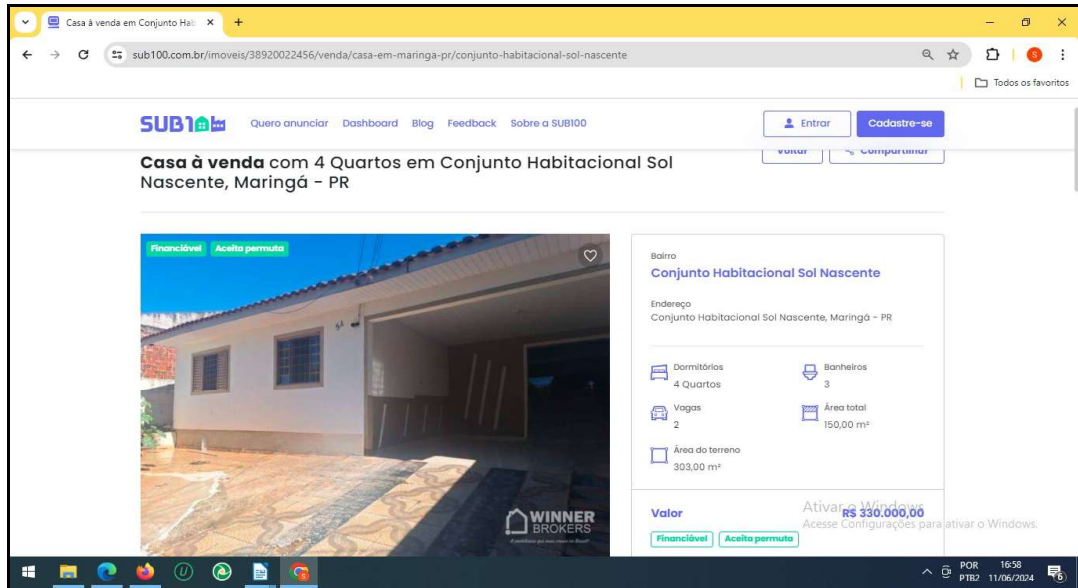 Casa à venda em Conjunto Hab
sub100.com.br/imoveis/38920022456/venda/casa-em-maringa-pr/conjunto-habitacional-sol-nascente
S
Todos os favoritos
SUB100
Quero anunciar Dashboard Blog Feedback Sobre a SUB100
Entrar
Cadastre-se
Voltar
Compartilhar
Casa à venda com 4 Quartos em Conjunto Habitacional Sol
Nascente, Maringá - PR
Financiável Aceita permuta
WINNER
BROKERS
Bairro
Conjunto Habitacional Sol Nascente
Endereço
Conjunto Habitacional Sol Nascente, Maringá - PR
Dormitórios
4 Quartos
Banheiros
3
Vagas
2
Área total
150,00 m²
Área do terreno
303,00 m²
Valor
R$ 330.000,00
Financiável Aceita permuta
Ativar o Windows
Acesse Configurações para ativar o Windows.
POR
PTB2
16:58
11/06/2024
6